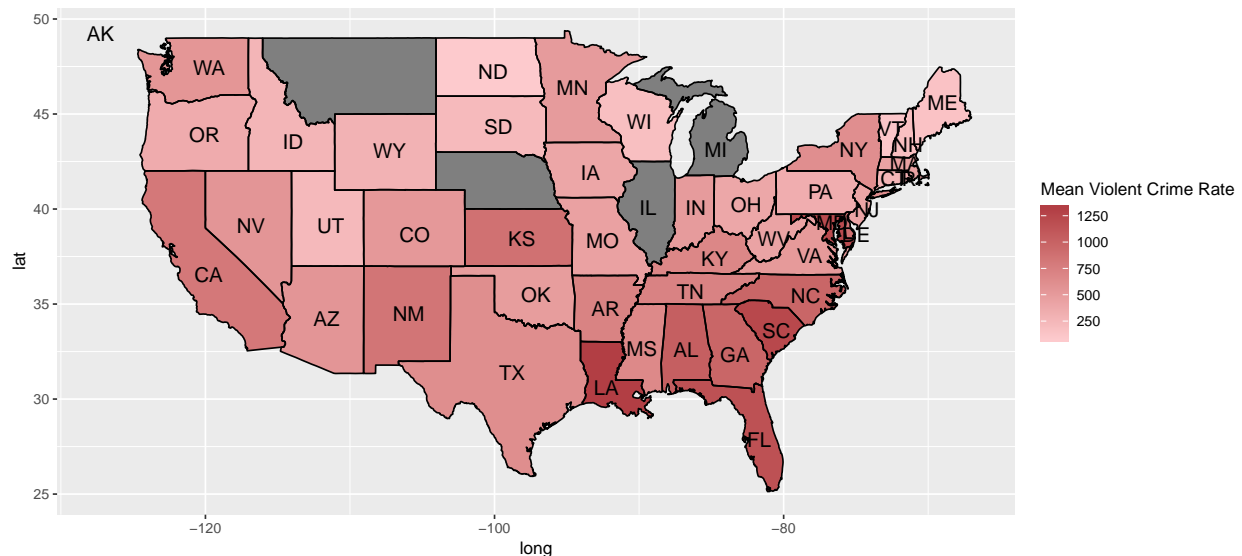 50
AK
WA
ND
MN
ME
45
OR
ID
SD
WI
VT
NH
WY
MI
NY
MA
IA
CT
RI
PA
40
NV
UT
CO
KS
MO
IL
IN
OH
NJ
MD
DE
WV
VA
KY
CA
35
AZ
NM
OK
AR
TN
NC
SC
MS
AL
GA
TX
LA
30
FL
25
−120
−100
−80
lat
long
Mean Violent Crime Rate
1250
1000
750
500
250